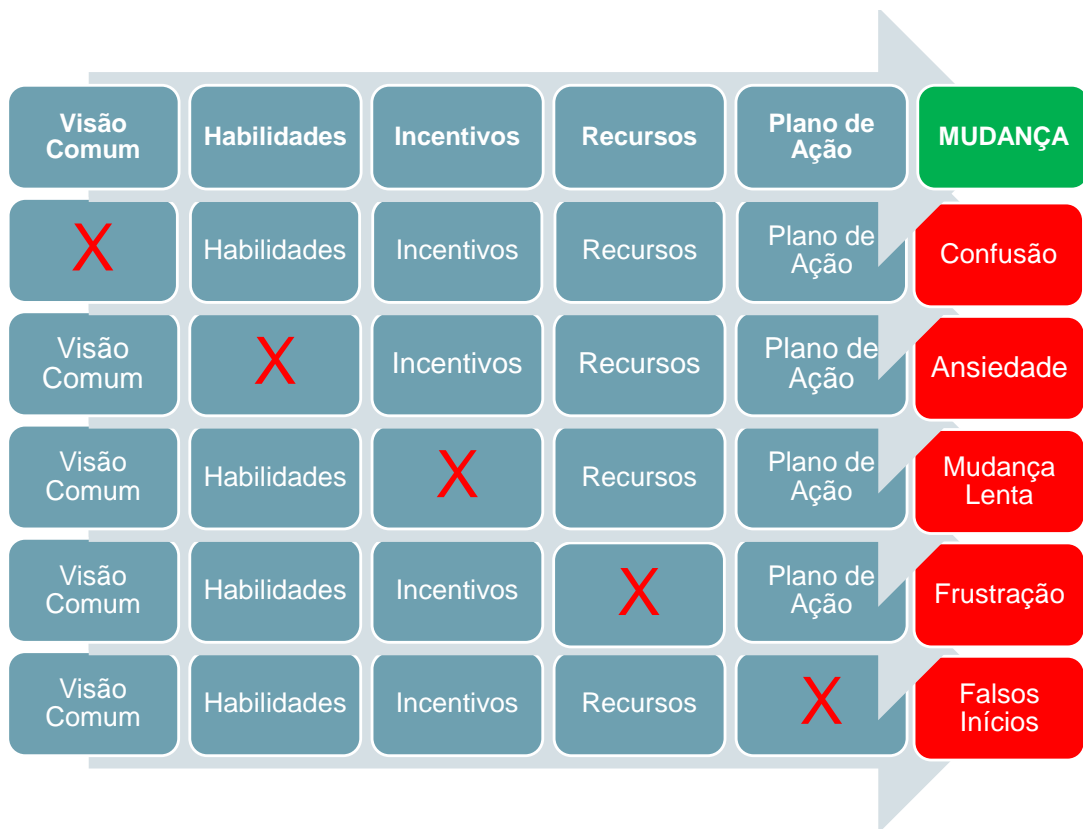 Visão
Comum
Habilidades
Incentivos
Recursos
Plano de
Ação
MUDANÇA
X
Habilidades
Incentivos
Recursos
Plano de
Ação
Confusão
Visão
Comum
X
Incentivos
Recursos
Plano de
Ação
Ansiedade
Visão
Comum
Habilidades
X
Recursos
Plano de
Ação
Mudança
Lenta
Visão
Comum
Habilidades
Incentivos
X
Plano de
Ação
Frustração
Visão
Comum
Habilidades
Incentivos
Recursos
X
Falsos
Inícios